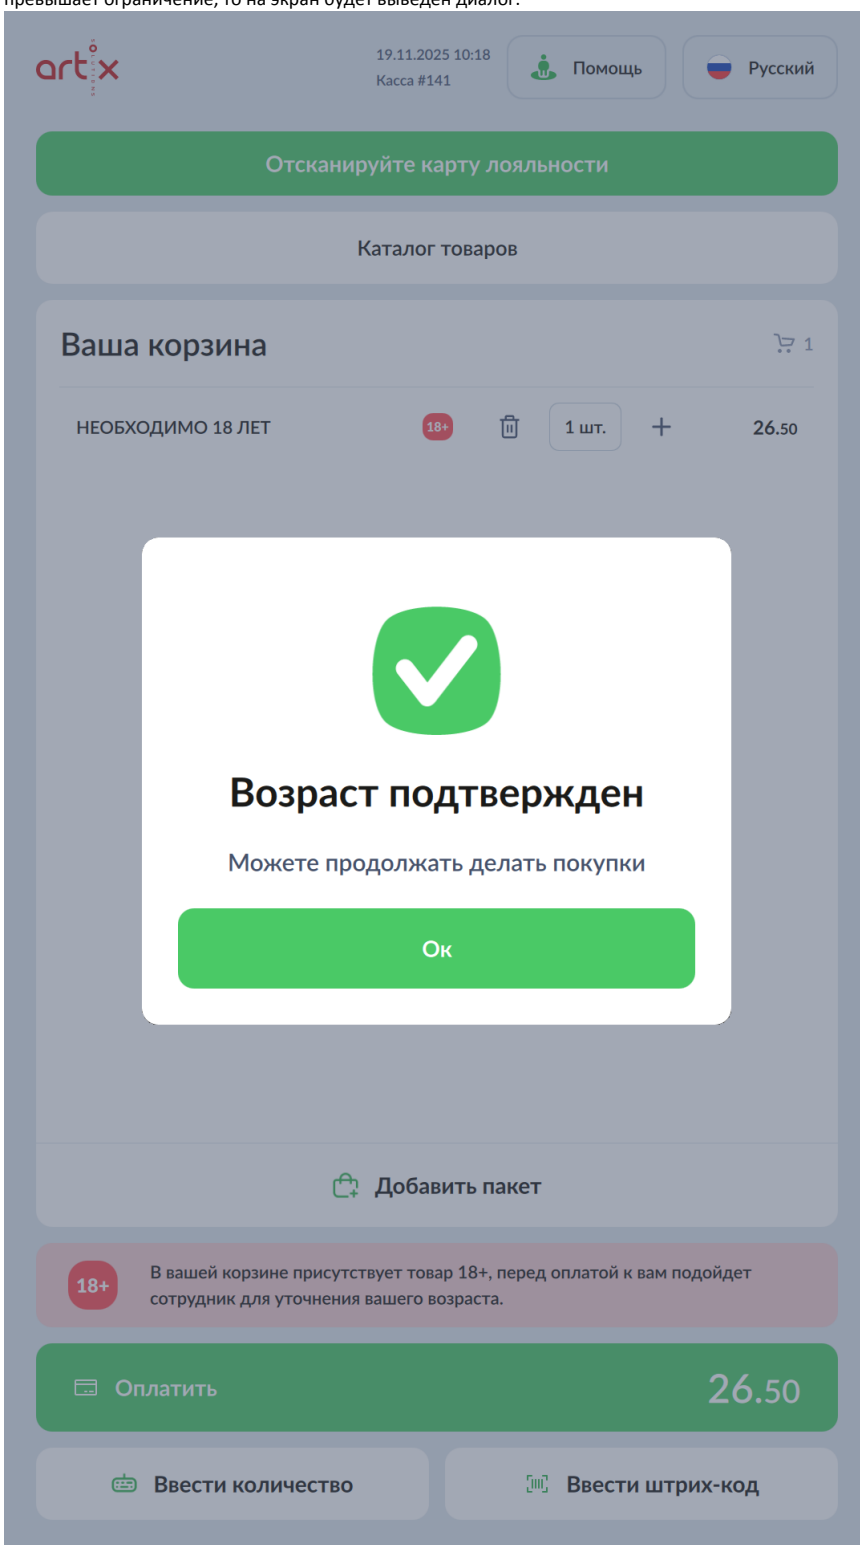 превышает ограничение, то на экран будет выведен диалог:
artix
19.11.2025 10:18
Касса #141
Помощь
Русский
Отсканируйте карту лояльности
Каталог товаров
Ваша корзина
1
НЕОБХОДИМО 18 ЛЕТ
18+
1 шт.
26.50
Возраст подтвержден
Можете продолжать делать покупки
Ок
Добавить пакет
18+
В вашей корзине присутствует товар 18+, перед оплатой к вам подойдет
сотрудник для уточнения вашего возраста.
Оплатить
26.50
Ввести количество
Ввести штрих-код